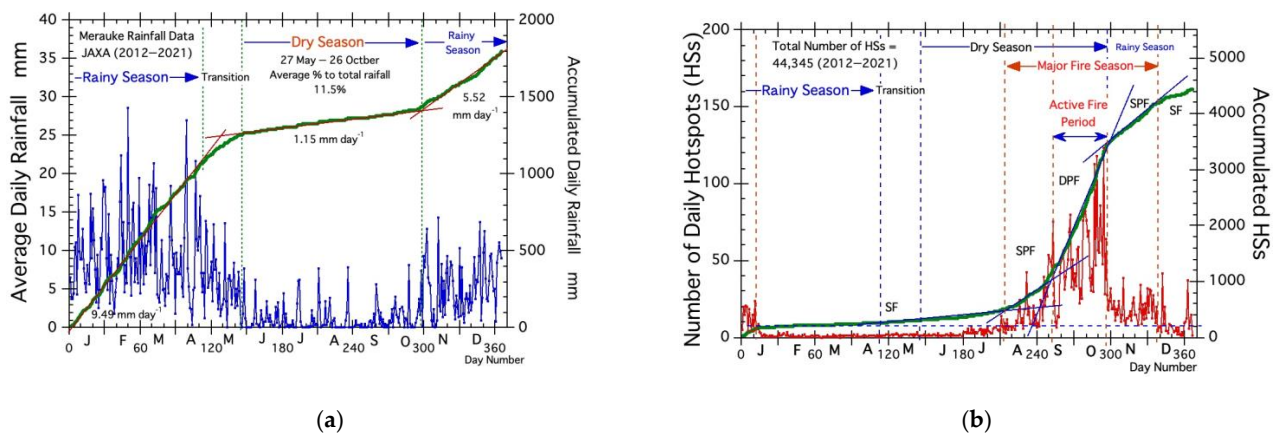 40
35
30
25
20
15
10
5
0
Average Daily Rainfall mm
Merauke Rainfall Data
JAXA (2012−2021)
Rainy Season
Transition
Dry Season
27 May − 26 Octber
Average % to total raifall
11.5%
Rainy
Season
5.52
mm day-1
1.15 mm day-1
9.49 mm day-1
2000
1500
1000
500
0
Accumulated Daily Rainfall mm
0 J F 60 M A 120 M J 180 J A 240 S O 300 N D 360
Day Number
(a)
200
150
100
50
0
Number of Daily Hotspots (HSs)
Total Number of HSs =
44,345 (2012−2021)
Rainy Season
Transition
Dry Season
Rainy Season
Major Fire Season
Active Fire
Period
SPF
SF
DPF
SPF
SF
5000
4000
3000
2000
1000
0
Accumulated HSs
0 J F 60 M A 120 M J 180 J A 240 S O 300 N D 360
Day Number
(b)